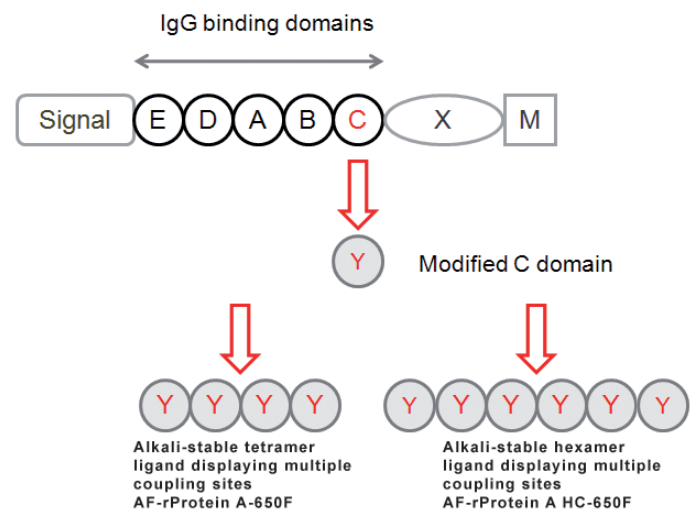 IgG binding domains
Signal E D A B C X M
Y Modified C domain
Y Y Y Y Y Y Y Y Y Y
Alkali-stable tetramer
ligand displaying multiple
coupling sites
AF-rProtein A-650F
Alkali-stable hexamer
ligand displaying multiple
coupling sites
AF-rProtein A HC-650F